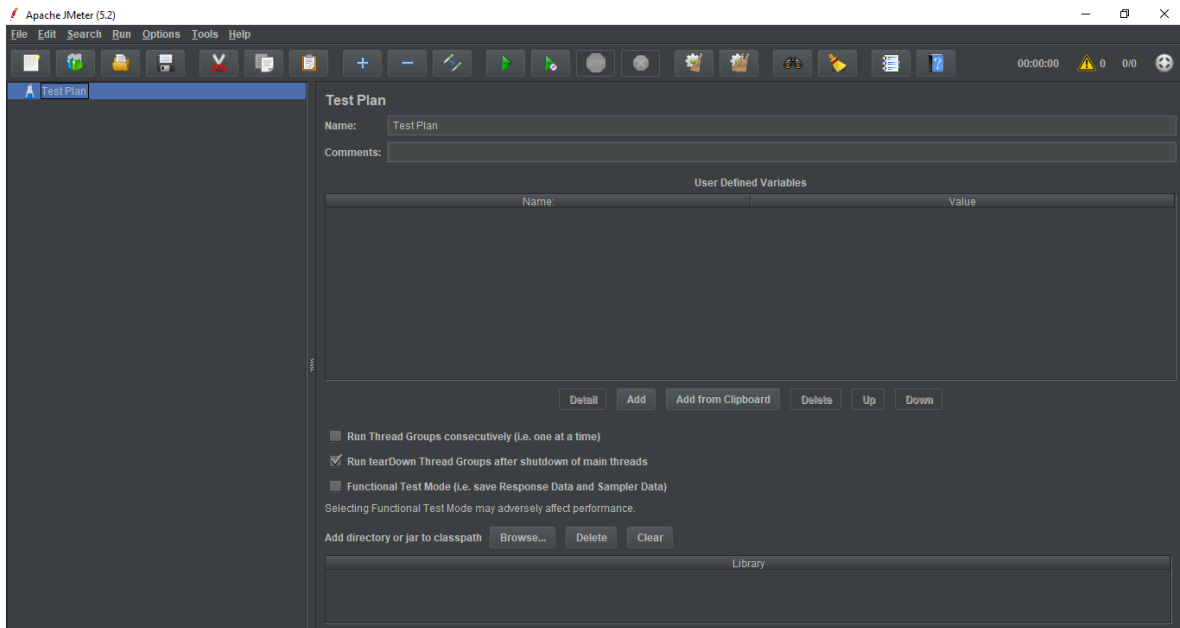 Apache JMeter (5.2)
File Edit Search Run Options Tools Help
00:00:00 0 0/0
Test Plan
Test Plan
Name: Test Plan
Comments:
User Defined Variables
Name: Value
Detail Add Add from Clipboard Delete Up Down
Run Thread Groups consecutively (i.e. one at a time)
Run tearDown Thread Groups after shutdown of main threads
Functional Test Mode (i.e. save Response Data and Sampler Data)
Selecting Functional Test Mode may adversely affect performance.
Add directory or jar to classpath Browse... Delete Clear
Library